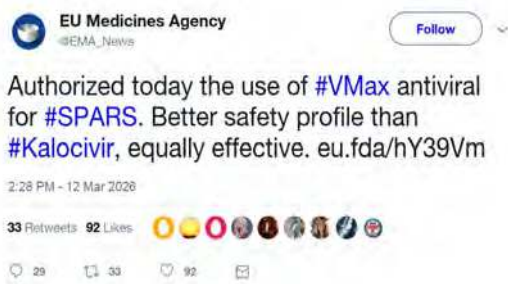 EU Medicines Agency
@EMA_News
Follow
Authorized today the use of #VMax antiviral
for #SPARS. Better safety profile than
#Kalocivir, equally effective. eu.fda/hY39Vm
2:28 PM - 12 Mar 2026
33 Retweets 92 Likes
29 33 92